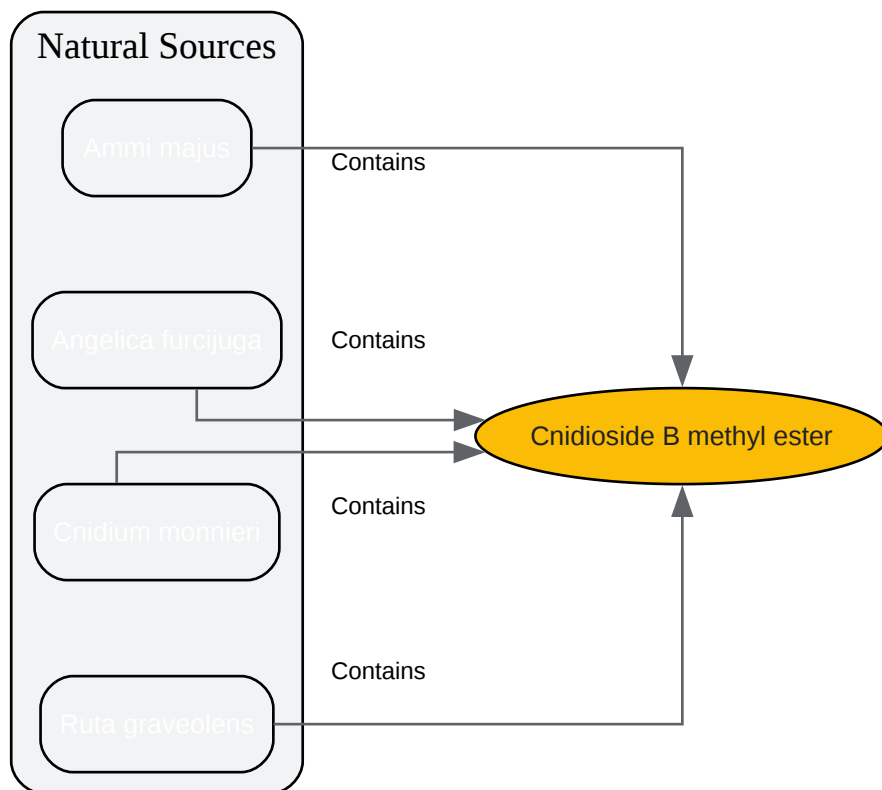 Natural Sources
Ammi majus
Contains
Angelica furcijuga
Contains
Cnidioside B methyl ester
Contains
Cnidium monnieri
Contains
Ruta graveolens